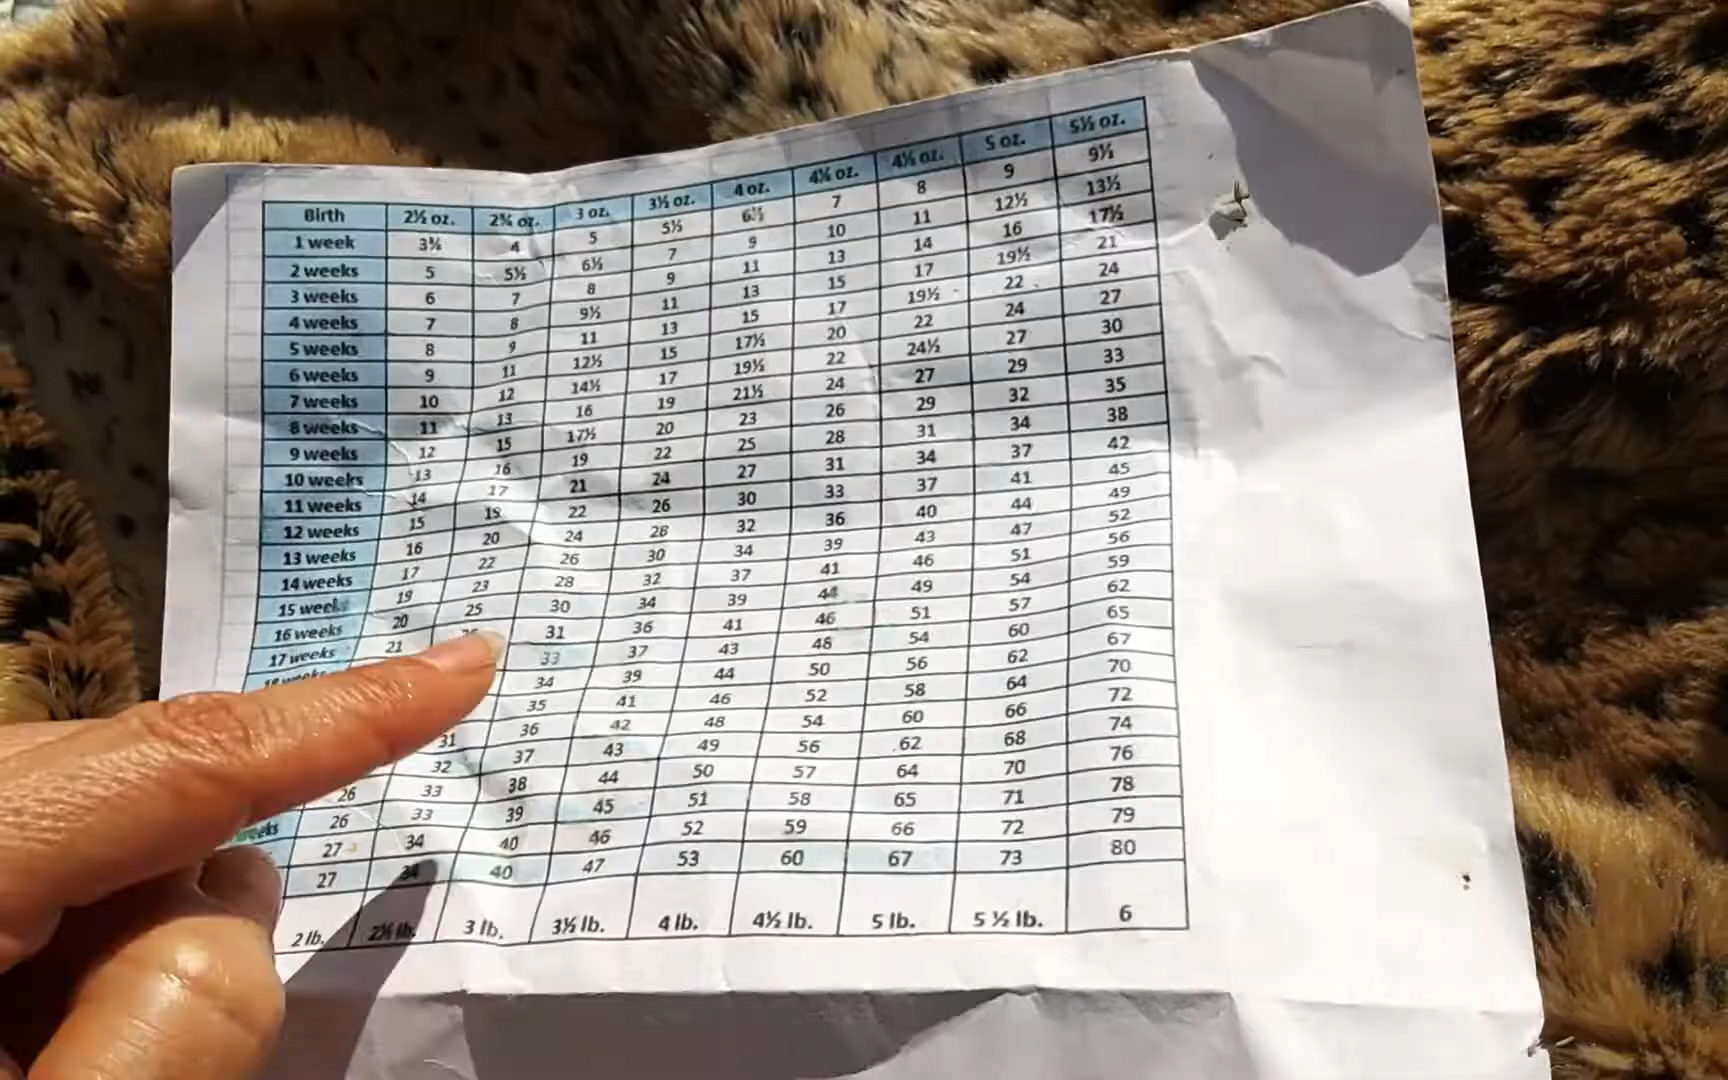 Birth 2½ oz. 2¾ oz. 3 oz. 3½ oz. 4 oz. 4¼ oz. 4½ oz. 5 oz. 5½ oz.
1 week 3¾ 4 5 5½ 6½ 7 8 9 9½
2 weeks 5 5½ 6½ 7 9 10 11 12½ 13½
3 weeks 6 7 8 9 11 13 14 16 17½
4 weeks 7 8 9½ 11 13 15 17 19½ 21
5 weeks 8 9 11 13 15 17 19½ 22 24
6 weeks 9 11 12½ 15 17½ 20 22 24 27
7 weeks 10 12 14½ 17 19½ 22 24½ 27 30
8 weeks 11 13 16 19 21½ 24 27 29 33
9 weeks 12 15 17½ 20 23 26 29 32 35
10 weeks 13 16 19 22 25 28 31 34 38
11 weeks 14 17 21 24 27 31 34 37 42
12 weeks 15 19 22 26 30 33 37 41 45
13 weeks 16 20 24 28 32 36 40 44 49
14 weeks 17 22 26 30 34 39 43 47 52
15 weeks 19 23 28 32 37 41 46 51 56
16 weeks 20 25 30 34 39 44 49 54 59
17 weeks 21 31 36 41 46 51 57 62
18 weeks 33 37 43 48 54 60 65
34 39 44 50 56 62 67
35 41 46 52 58 64 70
31 36 42 48 54 60 66 72
32 37 43 49 56 62 68 74
26 33 38 44 50 57 64 70 76
26 33 39 45 51 58 65 71 78
weeks 27 34 40 46 52 59 66 72 79
27 34 40 47 53 60 67 73 80
2 lb. 2½ lb. 3 lb. 3½ lb. 4 lb. 4½ lb. 5 lb. 5 ½ lb. 6